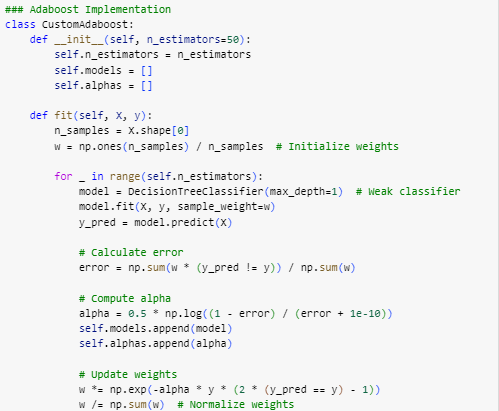 ### Adaboost Implementation
class CustomAdaboost:
    def __init__(self, n_estimators=50):
        self.n_estimators = n_estimators
        self.models = []
        self.alphas = []
    def fit(self, X, y):
        n_samples = X.shape[0]
        w = np.ones(n_samples) / n_samples  # Initialize weights
        for _ in range(self.n_estimators):
            model = DecisionTreeClassifier(max_depth=1)  # Weak classifier
            model.fit(X, y, sample_weight=w)
            y_pred = model.predict(X)
            # Calculate error
            error = np.sum(w * (y_pred != y)) / np.sum(w)
            # Compute alpha
            alpha = 0.5 * np.log((1 - error) / (error + 1e-10))
            self.models.append(model)
            self.alphas.append(alpha)
            # Update weights
            w *= np.exp(-alpha * y * (2 * (y_pred == y) - 1))
            w /= np.sum(w)  # Normalize weights